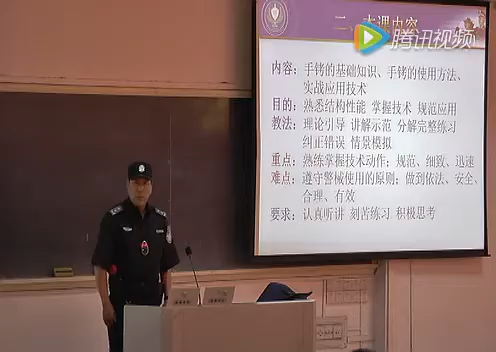 二、本课内容
腾讯视频
内容：手铐的基础知识、手铐的使用方法、
实战应用技术
目的：熟悉结构性能 掌握技术 规范应用
教法：理论引导 讲解示范 分解完整练习
纠正错误 情景模拟
重点：熟练掌握技术动作：规范、细致、迅速
难点：遵守警械使用的原则；做到依法、安全、
合理、有效
要求：认真听讲 刻苦练习 积极思考